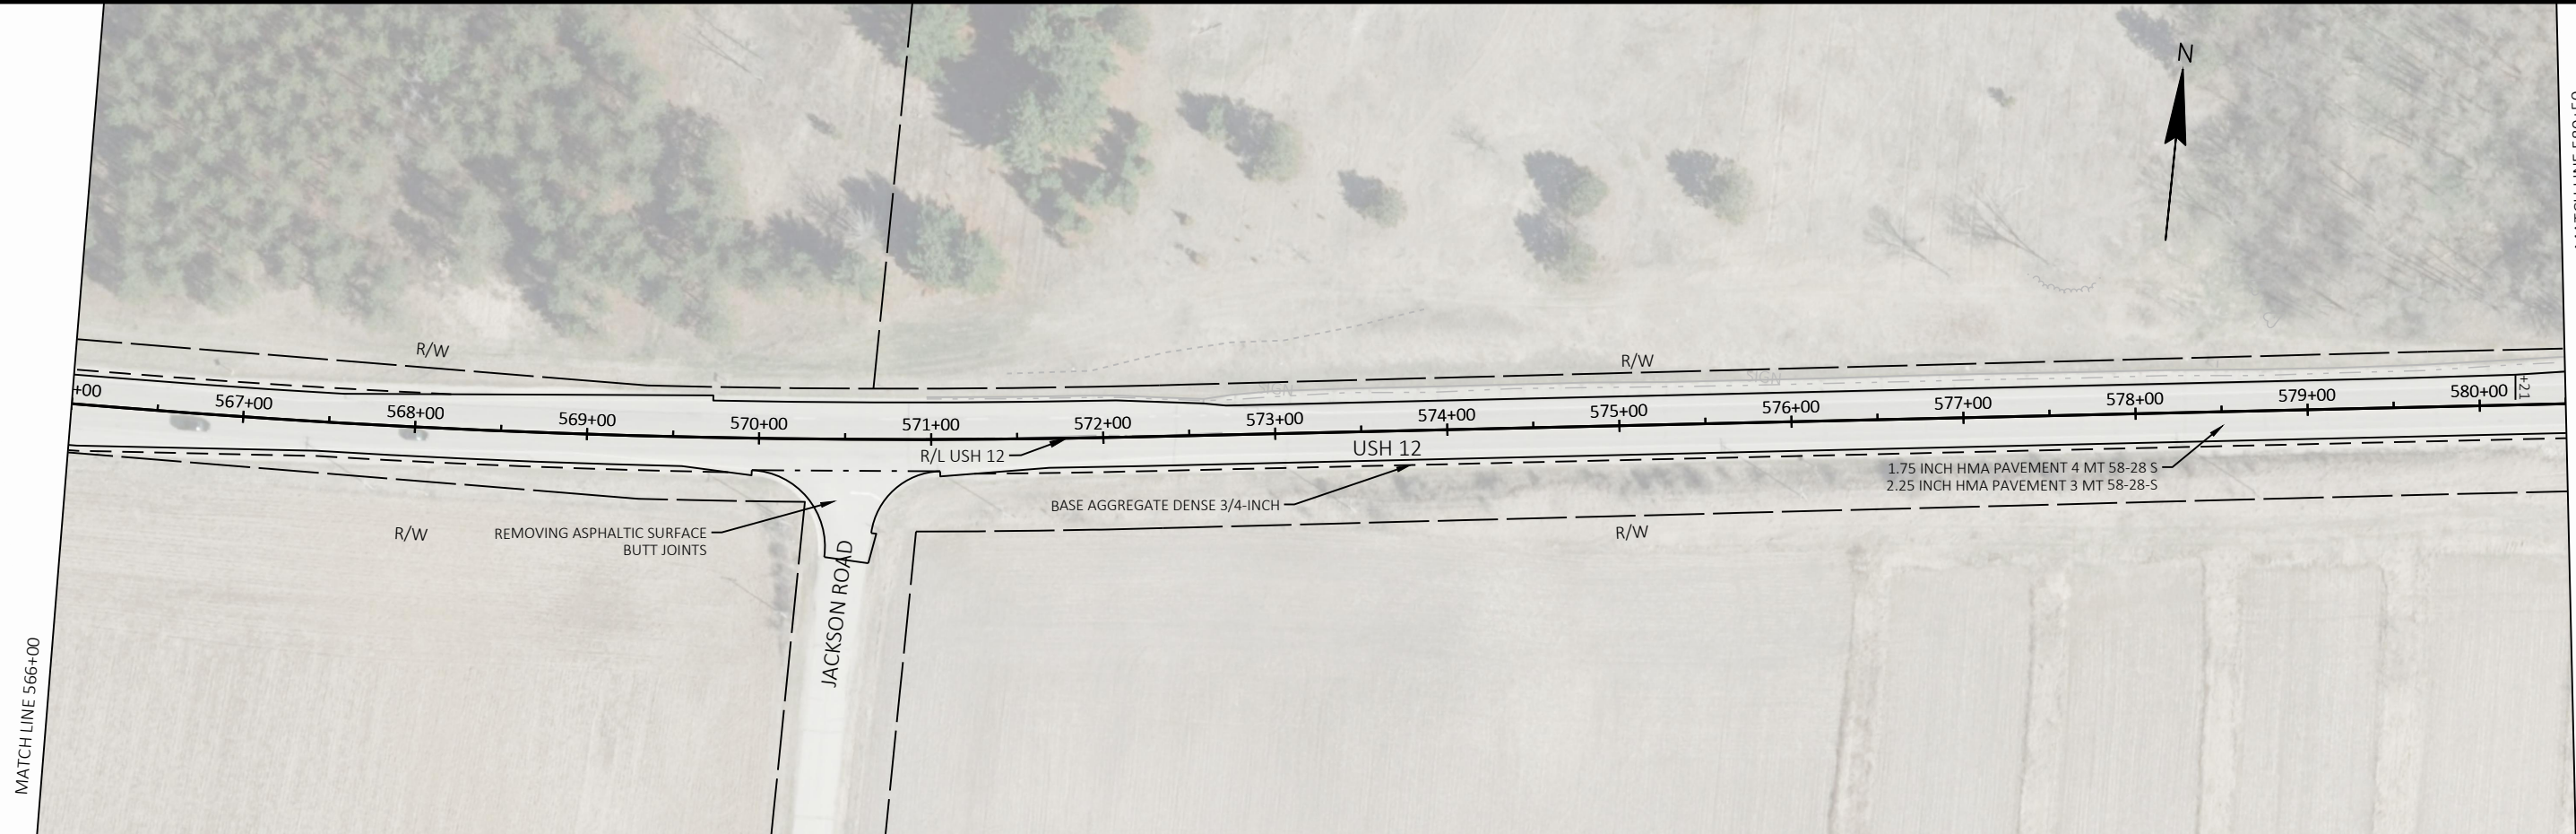 N
R/W
R/W
+00
567+00
568+00
569+00
570+00
571+00
572+00
573+00
574+00
575+00
576+00
577+00
578+00
579+00
580+00
+21
SIGN
SIGN
R/L USH 12
USH 12
1.75 INCH HMA PAVEMENT 4 MT 58-28 S
2.25 INCH HMA PAVEMENT 3 MT 58-28-S
BASE AGGREGATE DENSE 3/4-INCH
REMOVING ASPHALTIC SURFACE
BUTT JOINTS
R/W
R/W
JACKSON ROAD
MATCH LINE 566+00